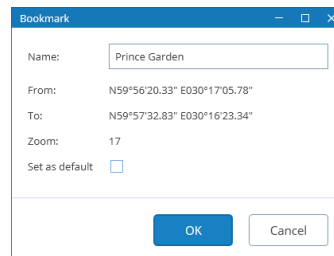 Bookmark
Name: Prince Garden
From: N59°56'20.33" E030°17'05.78"
To: N59°57'32.83" E030°16'23.34"
Zoom: 17
Set as default
OK Cancel